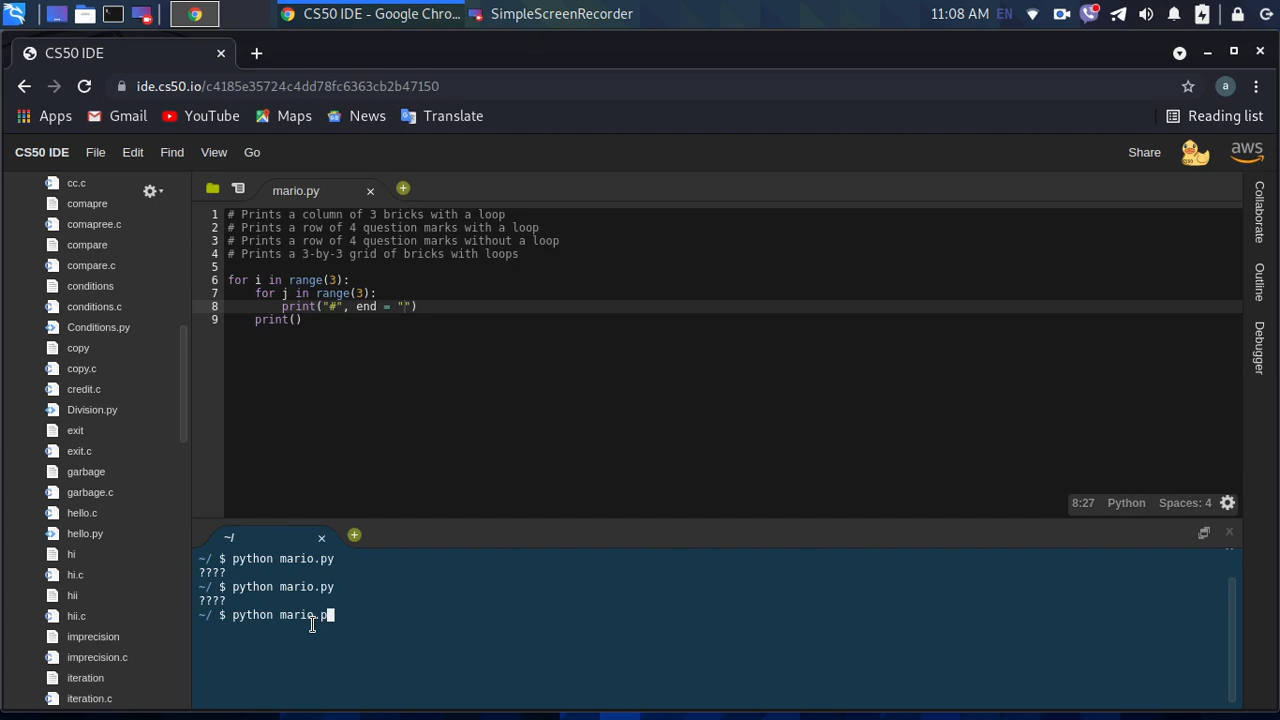 CS50 IDE - Google Chro...
SimpleScreenRecorder
11:08 AM EN
CS50 IDE
ide.cs50.io/c4185e35724c4dd78fc6363cb2b47150
a
Apps Gmail YouTube Maps News Translate Reading list
CS50 IDE File Edit Find View Go Share aws
cc.c
comapre
comapree.c
compare
compare.c
conditions
conditions.c
Conditions.py
copy
copy.c
credit.c
Division.py
exit
exit.c
garbage
garbage.c
hello.c
hello.py
hi
hi.c
hii
hii.c
imprecision
imprecision.c
iteration
iteration.c
mario.py
1 # Prints a column of 3 bricks with a loop
2 # Prints a row of 4 question marks with a loop
3 # Prints a row of 4 question marks without a loop
4 # Prints a 3-by-3 grid of bricks with loops
5
6 for i in range(3):
7     for j in range(3):
8         print("#", end = "")
9     print()
8:27 Python Spaces: 4
~/
~/ $ python mario.py
????
~/ $ python mario.py
????
~/ $ python mario.p
Collaborate
Outline
Debugger